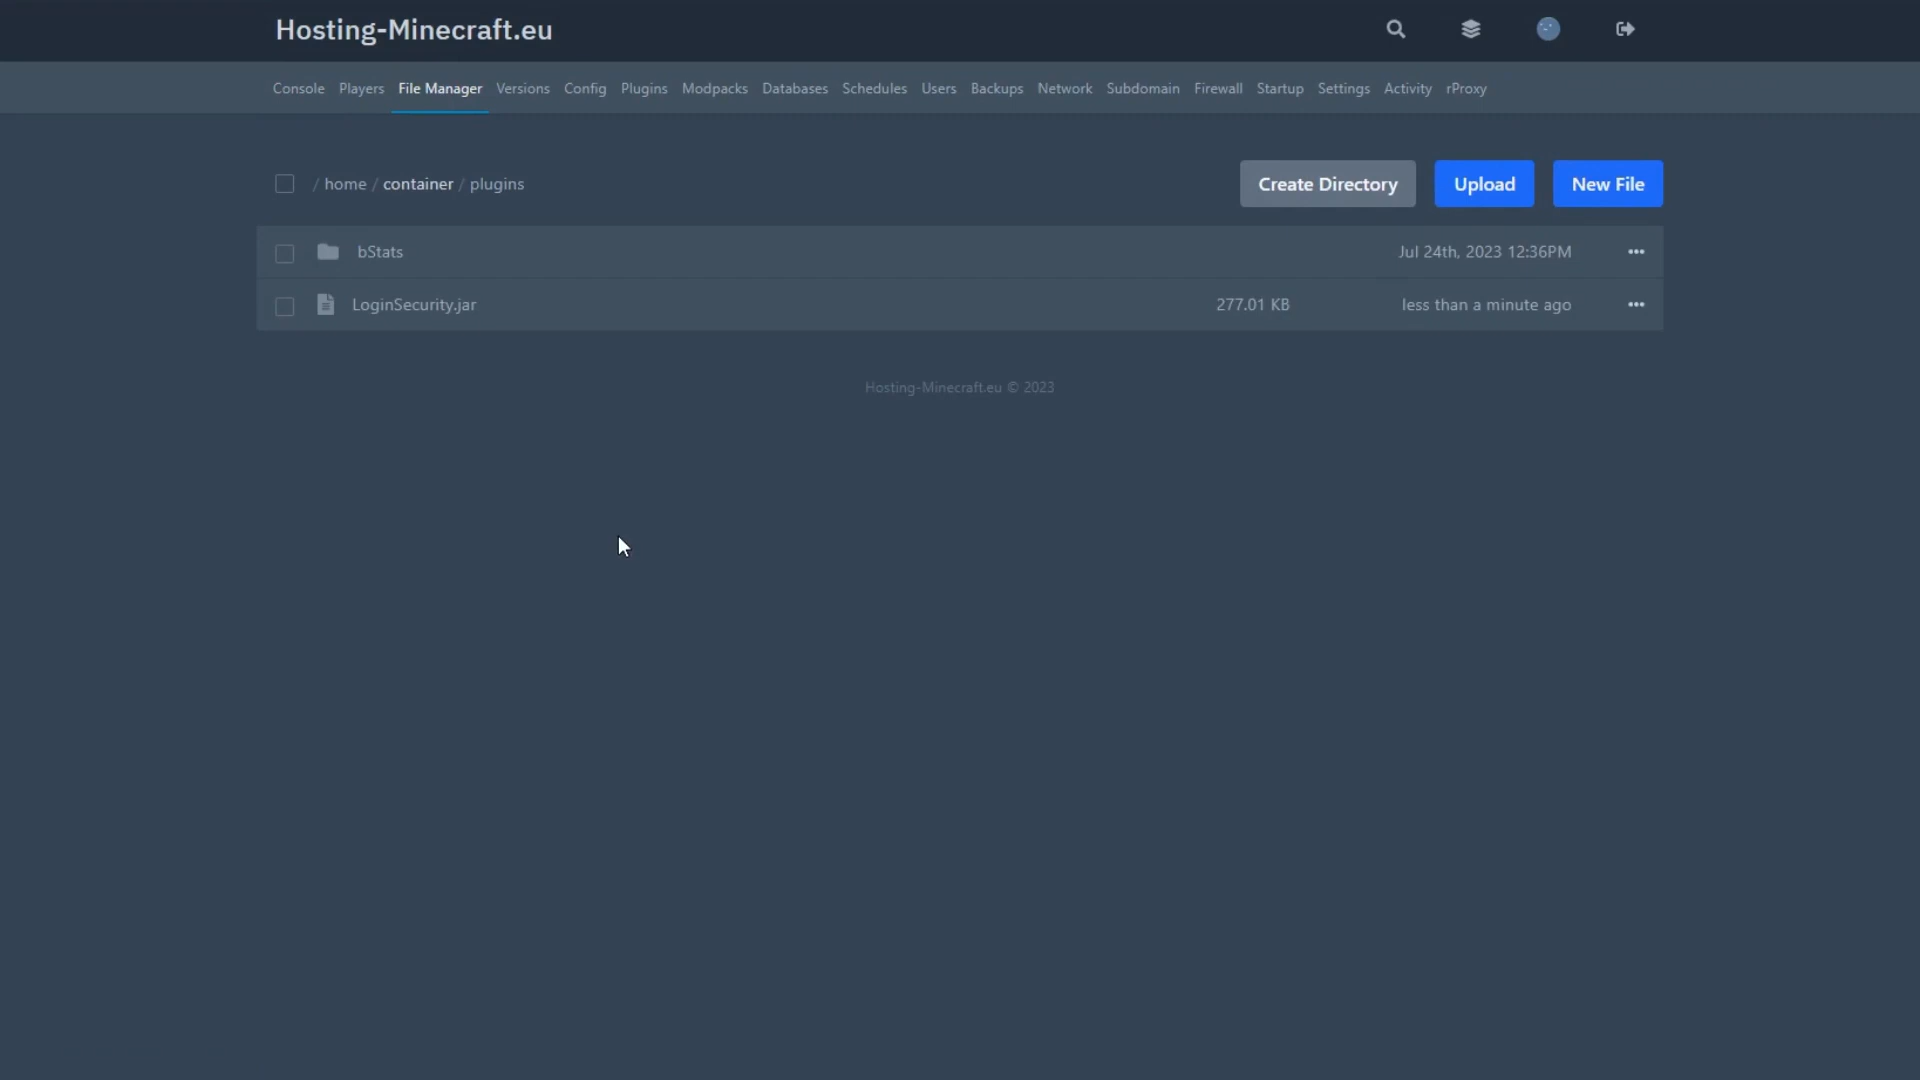 Hosting-Minecraft.eu
Console Players File Manager Versions Config Plugins Modpacks Databases Schedules Users Backups Network Subdomain Firewall Startup Settings Activity rProxy
/ home / container / plugins Create Directory Upload New File
bStats Jul 24th, 2023 12:36PM
LoginSecurity.jar 277.01 KB less than a minute ago
Hosting-Minecraft.eu © 2023